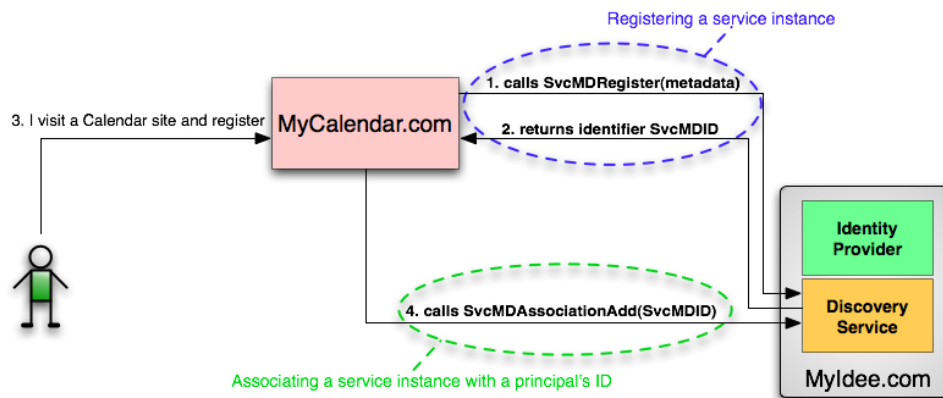 Registering a service instance
1. calls SvcMDRegister(metadata)
MyCalendar.com
2. returns identifier SvcMDID
3. I visit a Calendar site and register
Identity
Provider
Discovery
Service
4. calls SvcMDAssociationAdd(SvcMDID)
Associating a service instance with a principal's ID
MyIdee.com